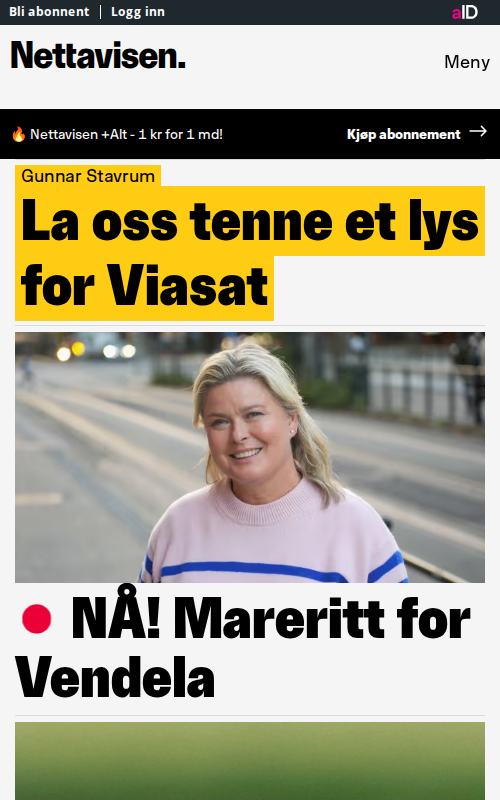 Bli abonnent | Logg inn
aID
Nettavisen.
Meny
🔥 Nettavisen +Alt - 1 kr for 1 md!
Kjøp abonnement →
Gunnar Stavrum
La oss tenne et lys
for Viasat
NÅ! Mareritt for
Vendela